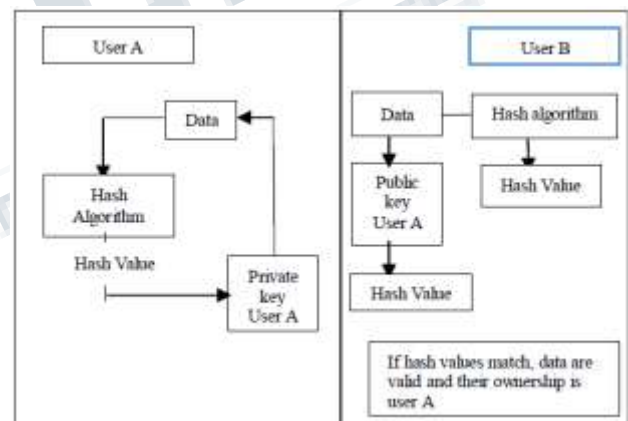 User A
Data
Hash
Algorithm
Hash Value
Private
key
User A
User B
Data
Hash algorithm
Public
key
User A
Hash Value
Hash Value
If hash values match, data are
valid and their ownership is
user A